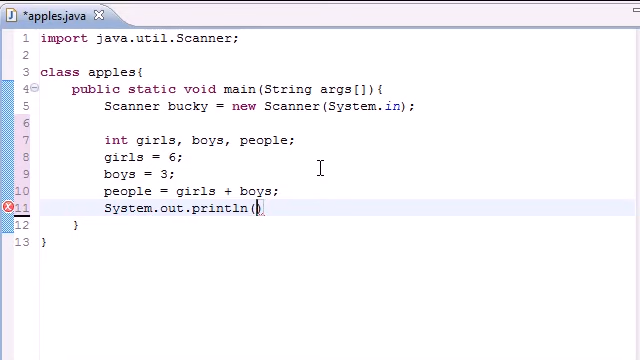 *apples.java
1 import java.util.Scanner;
2
3 class apples{
4 public static void main(String args[]){
5 Scanner bucky = new Scanner(System.in);
6
7 int girls, boys, people;
8 girls = 6;
9 boys = 3;
10 people = girls + boys;
11 System.out.println()
12 }
13 }